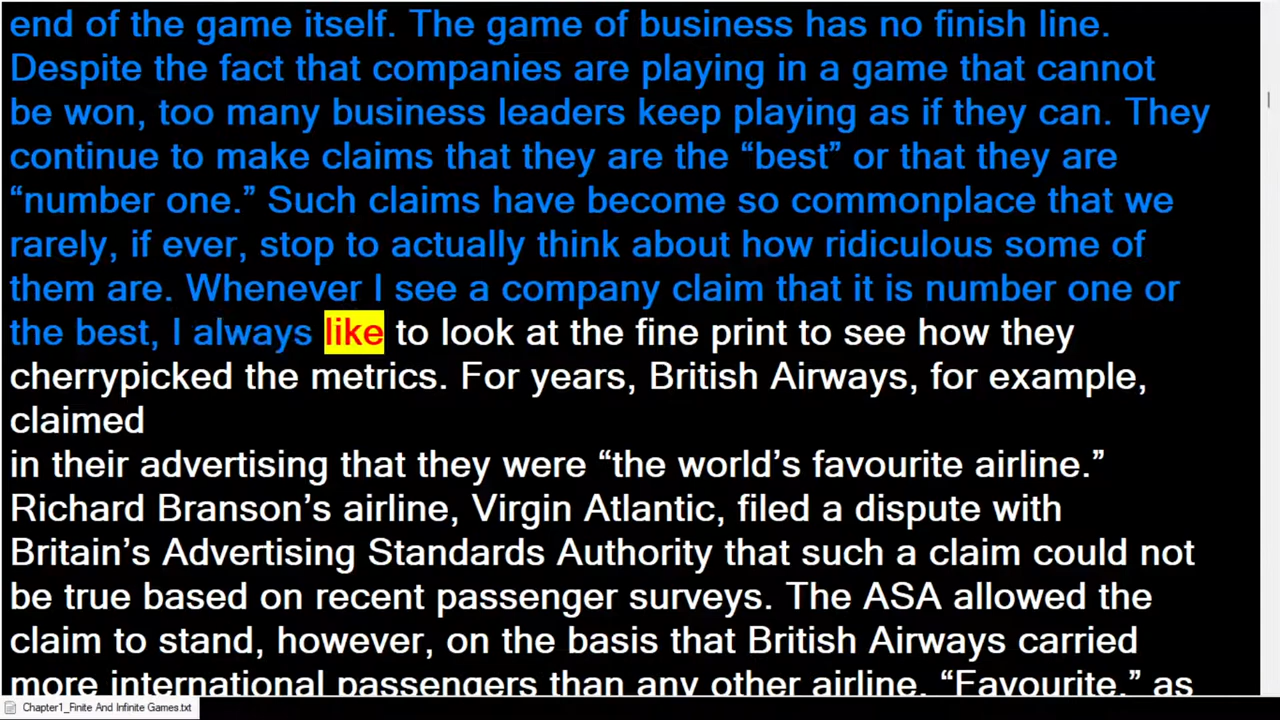 end of the game itself. The game of business has no finish line.
Despite the fact that companies are playing in a game that cannot
be won, too many business leaders keep playing as if they can. They
continue to make claims that they are the “best” or that they are
“number one.” Such claims have become so commonplace that we
rarely, if ever, stop to actually think about how ridiculous some of
them are. Whenever I see a company claim that it is number one or
the best, I always like to look at the fine print to see how they
cherrypicked the metrics. For years, British Airways, for example,
claimed
in their advertising that they were “the world’s favourite airline.”
Richard Branson’s airline, Virgin Atlantic, filed a dispute with
Britain’s Advertising Standards Authority that such a claim could not
be true based on recent passenger surveys. The ASA allowed the
claim to stand, however, on the basis that British Airways carried
more international passengers than any other airline. “Favourite,” as
Chapter1_Finite And Infinite Games.txt